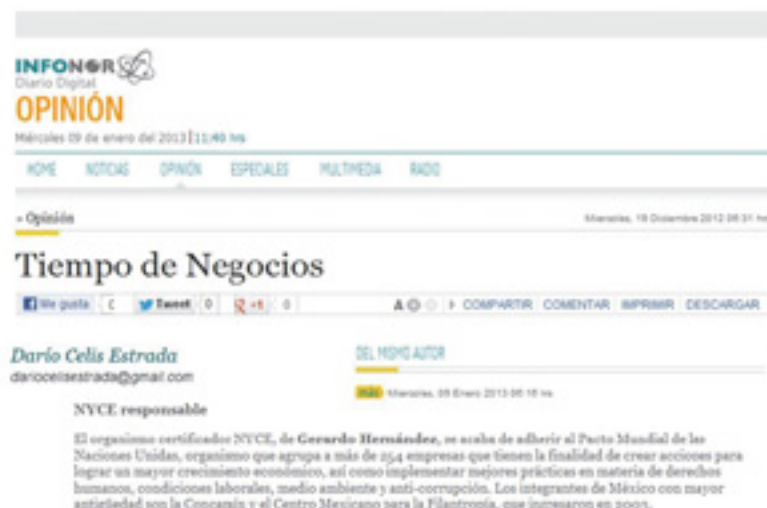 INFONOR
Diario Digital
OPINIÓN
Miércoles 09 de enero del 2013 | 11:40 hrs
HOME NOTICIAS OPINIÓN ESPECIALES MULTIMEDIA RADIO
» Opinión
Miercoles, 19 Diciembre 2012 06:31 hrs
Tiempo de Negocios
Me gusta Tweet 0 +1 0 A COMPARTIR COMENTAR IMPRIMIR DESCARGAR
Darío Celis Estrada
dariocelisestrada@gmail.com
DEL MISMO AUTOR
más Miercoles, 09 Enero 2013 06:16 hrs
NYCE responsable
El organismo certificador NYCE, de Gerardo Hernández, se acaba de adherir al Pacto Mundial de las
Naciones Unidas, organismo que agrupa a más de 254 empresas que tienen la finalidad de crear acciones para
lograr un mayor crecimiento económico, así como implementar mejores prácticas en materia de derechos
humanos, condiciones laborales, medio ambiente y anti-corrupción. Los integrantes de México con mayor
antigüedad son la Concamin y el Centro Mexicano para la Filantropía, que ingresaron en